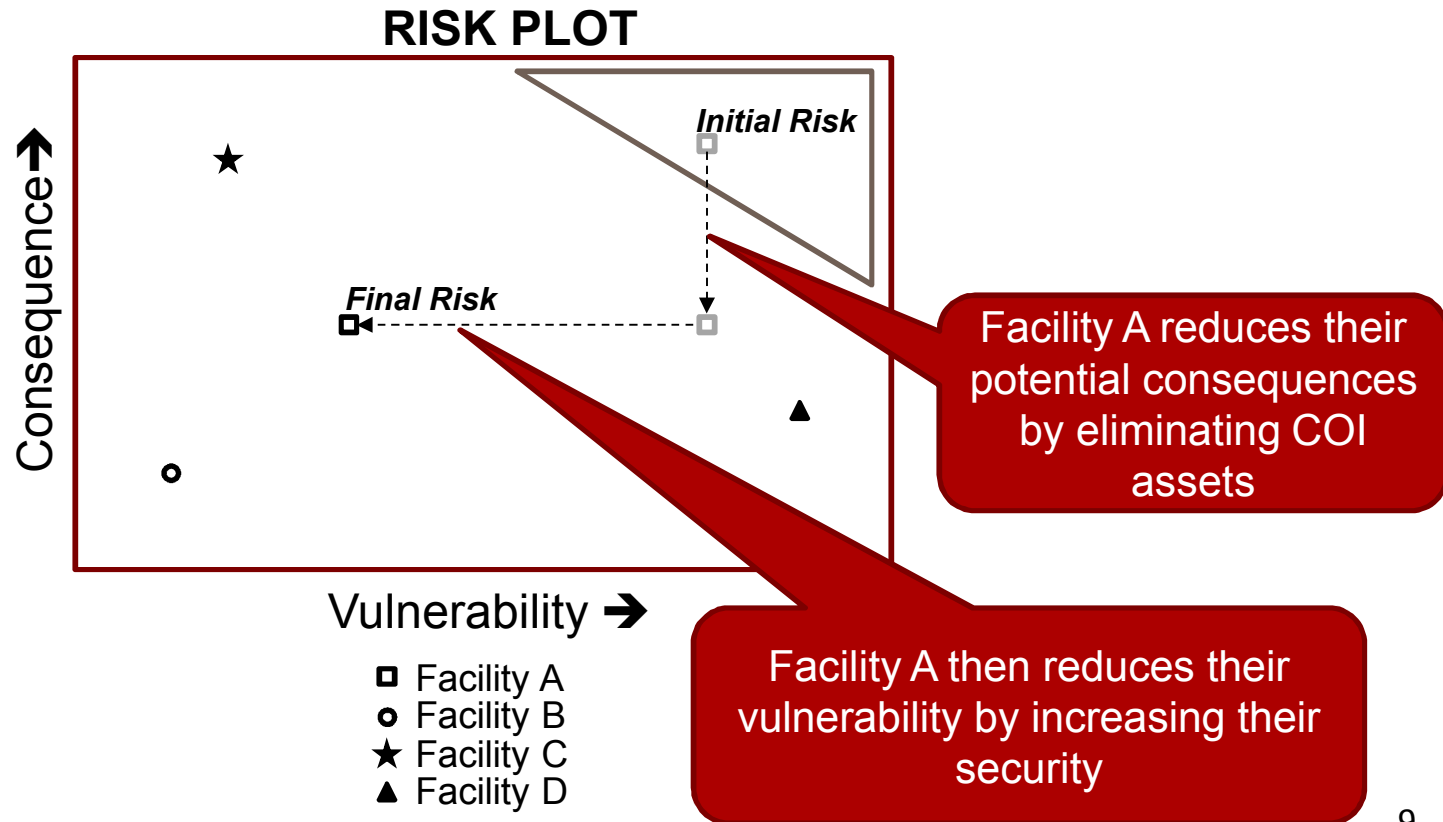 RISK PLOT
Consequence →
Initial Risk
Final Risk
Facility A reduces their
potential consequences
by eliminating COI
assets
Vulnerability →
Facility A
Facility B
Facility C
Facility D
Facility A then reduces their
vulnerability by increasing their
security
9